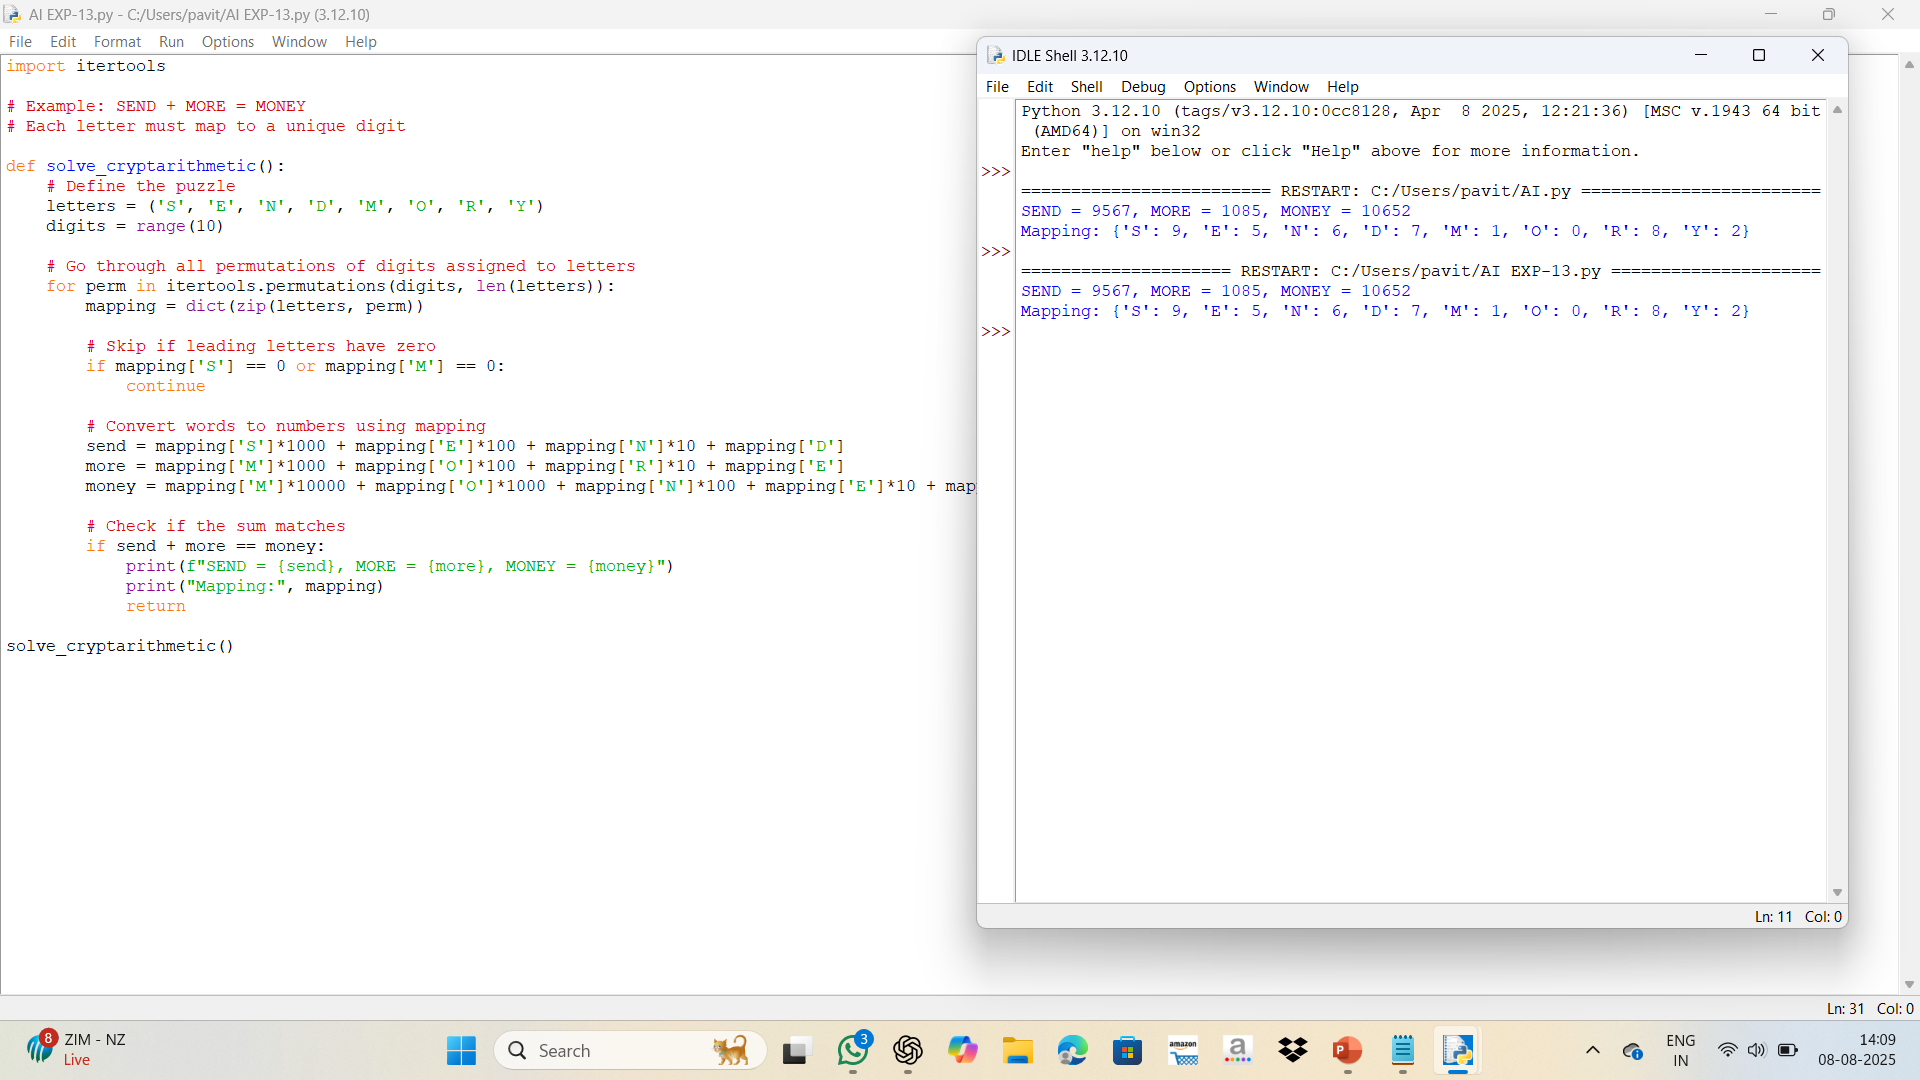 AI EXP-13.py - C:/Users/pavit/AI EXP-13.py (3.12.10)
File Edit Format Run Options Window Help
import itertools
# Example: SEND + MORE = MONEY
# Each letter must map to a unique digit
def solve_cryptarithmetic():
    # Define the puzzle
    letters = ('S', 'E', 'N', 'D', 'M', 'O', 'R', 'Y')
    digits = range(10)
    # Go through all permutations of digits assigned to letters
    for perm in itertools.permutations(digits, len(letters)):
        mapping = dict(zip(letters, perm))
        # Skip if leading letters have zero
        if mapping['S'] == 0 or mapping['M'] == 0:
            continue
        # Convert words to numbers using mapping
        send = mapping['S']*1000 + mapping['E']*100 + mapping['N']*10 + mapping['D']
        more = mapping['M']*1000 + mapping['O']*100 + mapping['R']*10 + mapping['E']
        money = mapping['M']*10000 + mapping['O']*1000 + mapping['N']*100 + mapping['E']*10 + map
        # Check if the sum matches
        if send + more == money:
            print(f"SEND = {send}, MORE = {more}, MONEY = {money}")
            print("Mapping:", mapping)
            return
solve_cryptarithmetic()
IDLE Shell 3.12.10
File Edit Shell Debug Options Window Help
Python 3.12.10 (tags/v3.12.10:0cc8128, Apr  8 2025, 12:21:36) [MSC v.1943 64 bit
 (AMD64)] on win32
Enter "help" below or click "Help" above for more information.
>>>
========================= RESTART: C:/Users/pavit/AI.py ========================
SEND = 9567, MORE = 1085, MONEY = 10652
Mapping: {'S': 9, 'E': 5, 'N': 6, 'D': 7, 'M': 1, 'O': 0, 'R': 8, 'Y': 2}
>>>
===================== RESTART: C:/Users/pavit/AI EXP-13.py =====================
SEND = 9567, MORE = 1085, MONEY = 10652
Mapping: {'S': 9, 'E': 5, 'N': 6, 'D': 7, 'M': 1, 'O': 0, 'R': 8, 'Y': 2}
>>>
Ln: 11 Col: 0
Ln: 31 Col: 0
8
ZIM - NZ
Live
Search
3
amazon
a
P
ENG
IN
14:09
08-08-2025